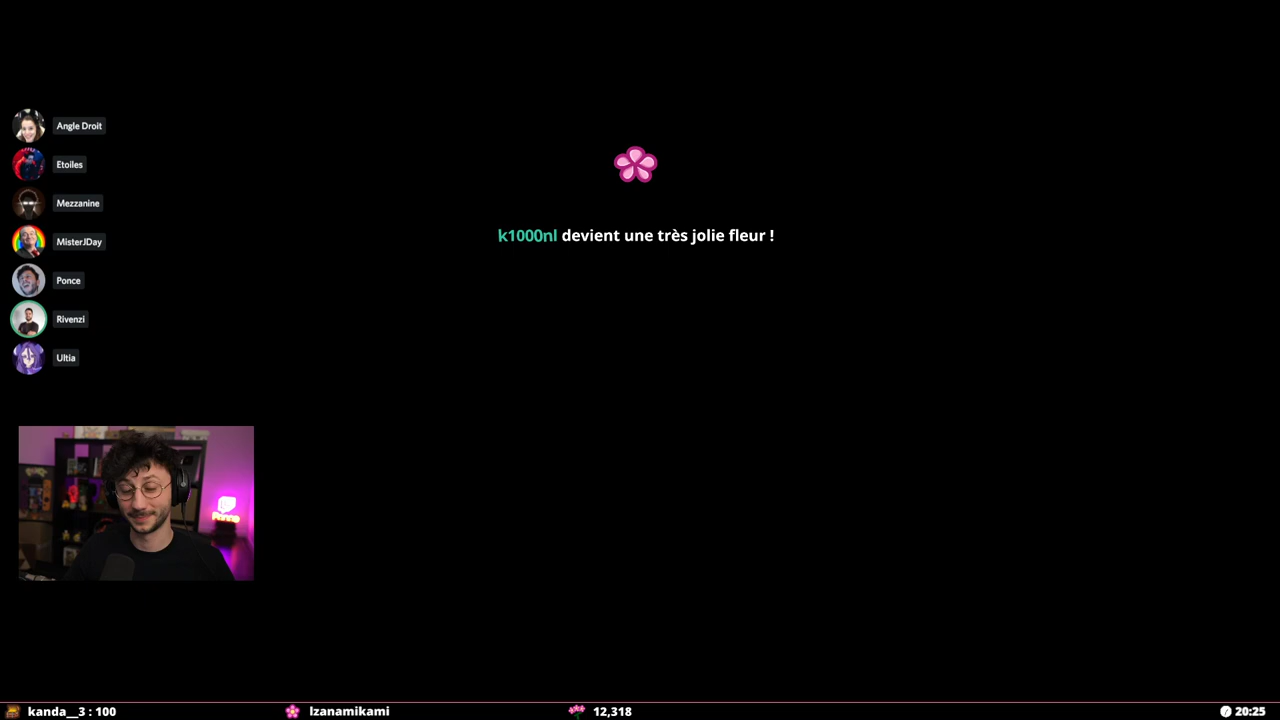 Angle Droit
Etoiles
Mezzanine
MisterJDay
Ponce
Rivenzi
Ultia
k1000nl devient une très jolie fleur !
Ponce
kanda__3 : 100
Izanamikami
12,318
20:25